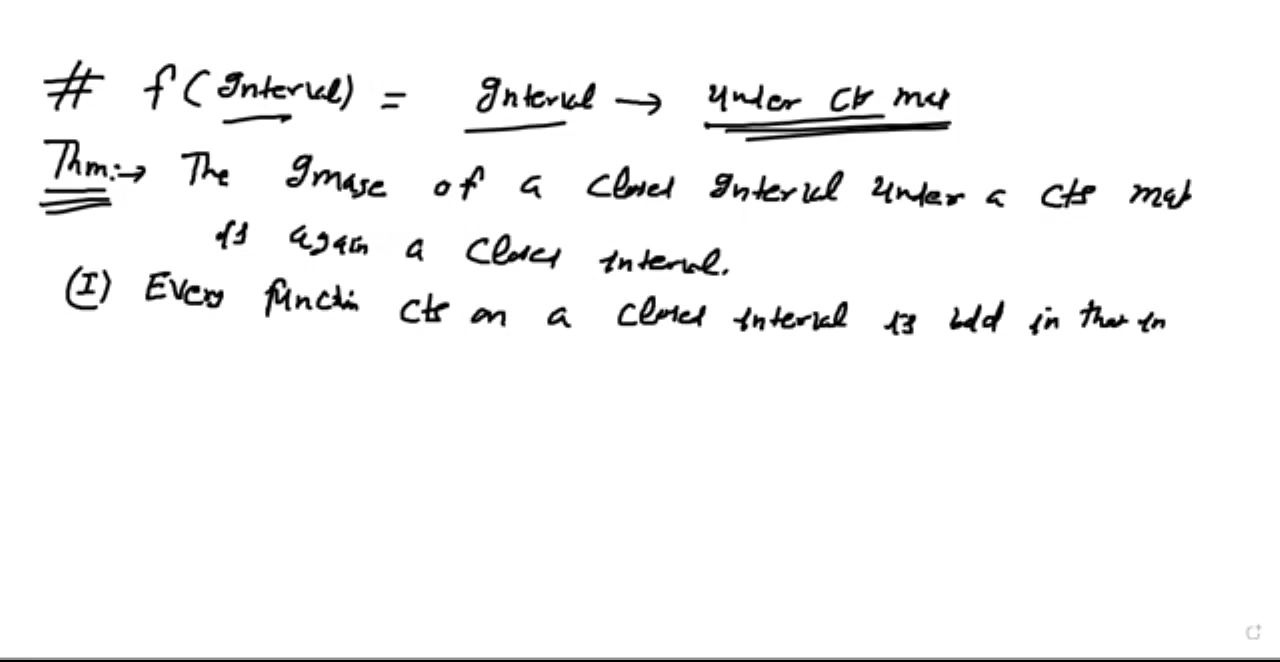 # f(Interval) = Interval → Under cts map
Thm:→ The Image of a closed Interval under a cts map
is again a closed interval.
(I) Every function cts on a closed interval is bdd in that in